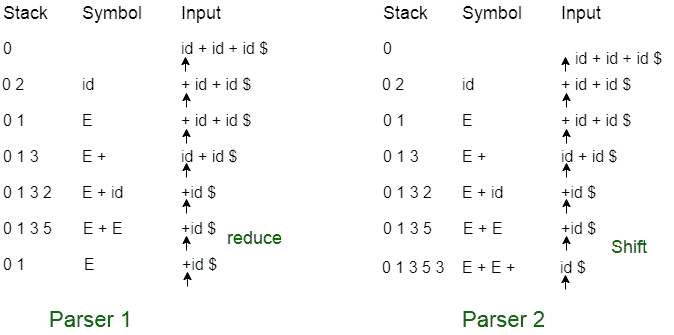 Stack Symbol Input
0 id + id + id $
0 2 id + id + id $
0 1 E + id + id $
0 1 3 E + id + id $
0 1 3 2 E + id +id $
0 1 3 5 E + E +id $
reduce
0 1 E +id $
Parser 1
Stack Symbol Input
0 id + id + id $
0 2 id + id + id $
0 1 E + id + id $
0 1 3 E + id + id $
0 1 3 2 E + id +id $
0 1 3 5 E + E +id $
Shift
0 1 3 5 3 E + E + id $
Parser 2